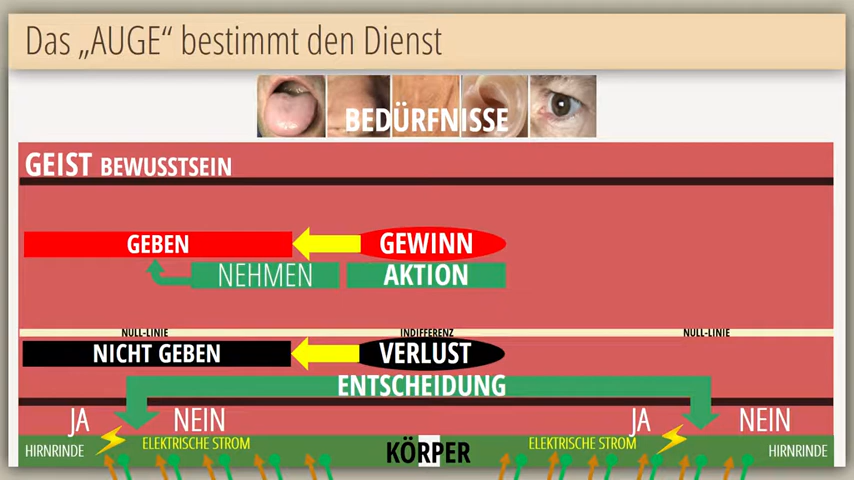 Das „AUGE“ bestimmt den Dienst
BEDÜRFNISSE
GEIST BEWUSSTSEIN
GEBEN GEWINN
NEHMEN AKTION
NULL-LINIE INDIFFERENZ NULL-LINIE
NICHT GEBEN VERLUST
ENTSCHEIDUNG
JA NEIN JA NEIN
HIRNRINDE ELEKTRISCHE STROM KÖRPER ELEKTRISCHE STROM HIRNRINDE